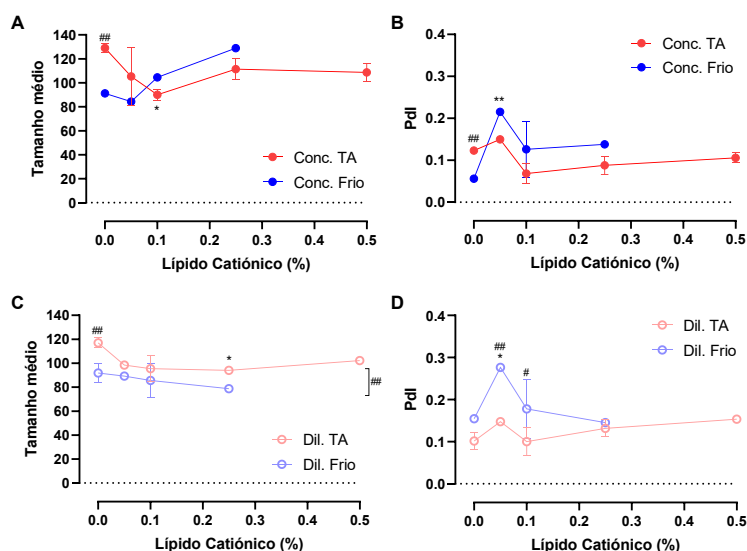 A
Tamanho médio
140
120
100
80
60
40
20
0
##
*
Conc. TA
Conc. Frio
0.0 0.1 0.2 0.3 0.4 0.5
Lípido Catiónico (%)
B
PdI
0.4
0.3
0.2
0.1
0.0
##
**
Conc. TA
Conc. Frio
0.0 0.1 0.2 0.3 0.4 0.5
Lípido Catiónico (%)
C
Tamanho médio
140
120
100
80
60
40
20
0
##
*
##
Dil. TA
Dil. Frio
0.0 0.1 0.2 0.3 0.4 0.5
Lípido Catiónico (%)
D
PdI
0.4
0.3
0.2
0.1
0.0
##
*
#
Dil. TA
Dil. Frio
0.0 0.1 0.2 0.3 0.4 0.5
Lípido Catiónico (%)